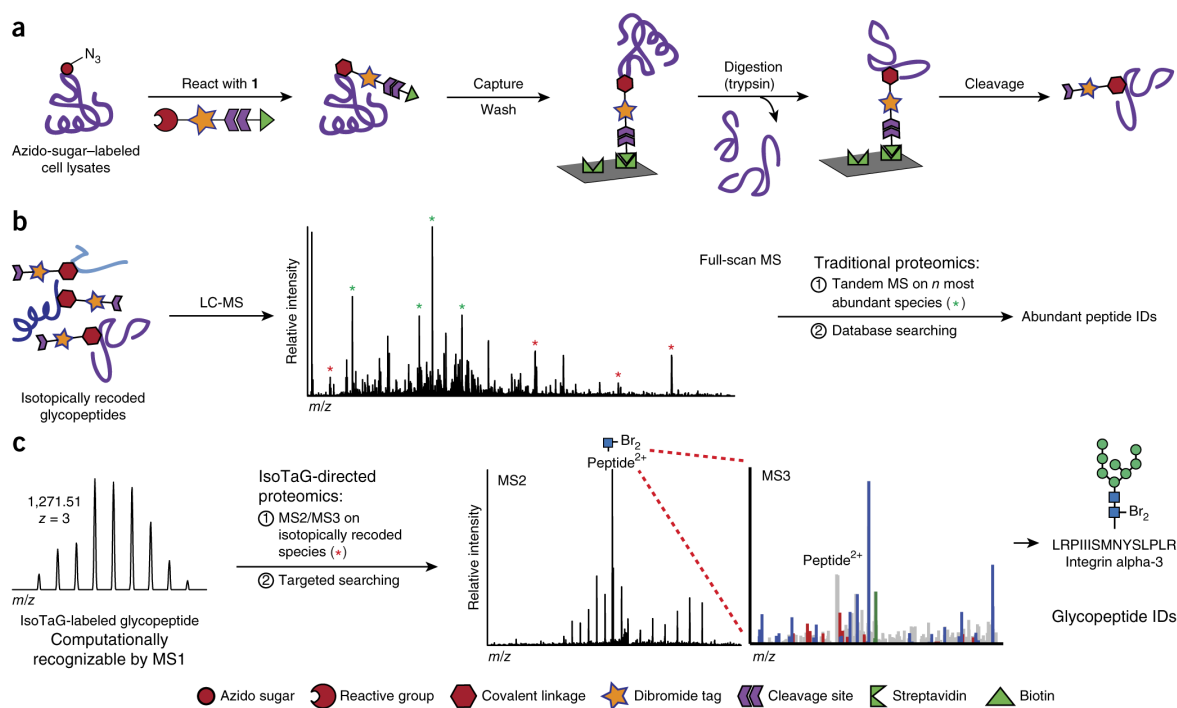 a
N3
Azido-sugar–labeled
cell lysates
React with 1
Capture
Wash
Digestion
(trypsin)
Cleavage
b
Isotopically recoded
glycopeptides
LC-MS
Relative intensity
m/z
*
*
*
*
*
*
*
*
Full-scan MS
Traditional proteomics:
1 Tandem MS on n most
abundant species (*)
2 Database searching
Abundant peptide IDs
c
1,271.51
z = 3
m/z
IsoTaG-labeled glycopeptide
Computationally
recognizable by MS1
IsoTaG-directed
proteomics:
1 MS2/MS3 on
isotopically recoded
species (*)
2 Targeted searching
MS2
Br2
Peptide2+
Relative intensity
m/z
MS3
Peptide2+
m/z
Br2
LRPIIISMNYSLPLR
Integrin alpha-3
Glycopeptide IDs
Azido sugar
Reactive group
Covalent linkage
Dibromide tag
Cleavage site
Streptavidin
Biotin